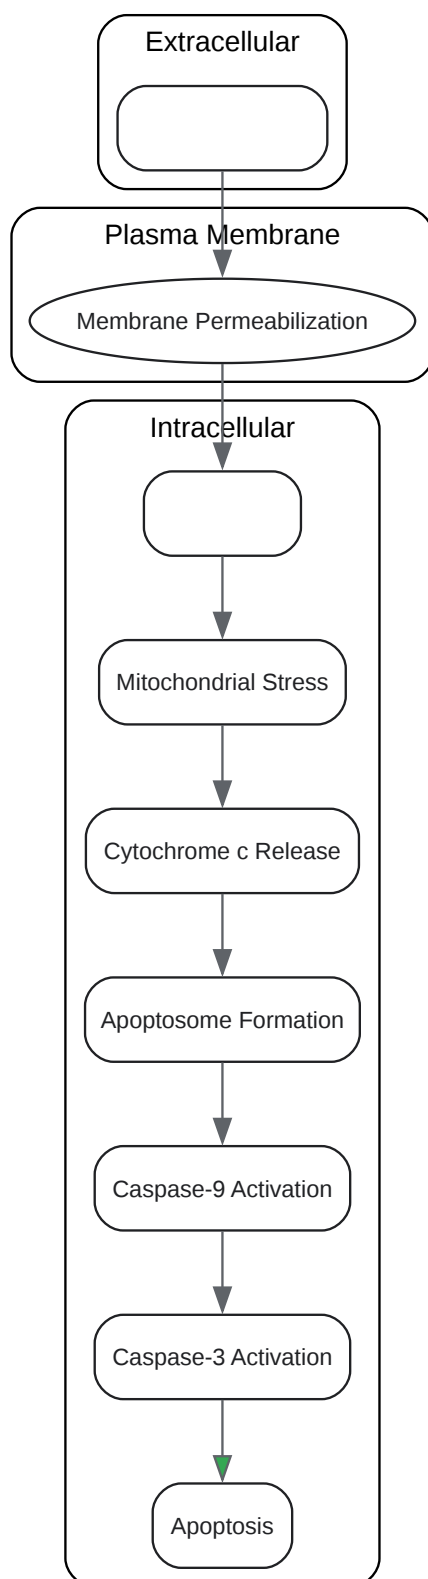 Extracellular
Plasma Membrane
Membrane Permeabilization
Intracellular
Mitochondrial Stress
Cytochrome c Release
Apoptosome Formation
Caspase-9 Activation
Caspase-3 Activation
Apoptosis